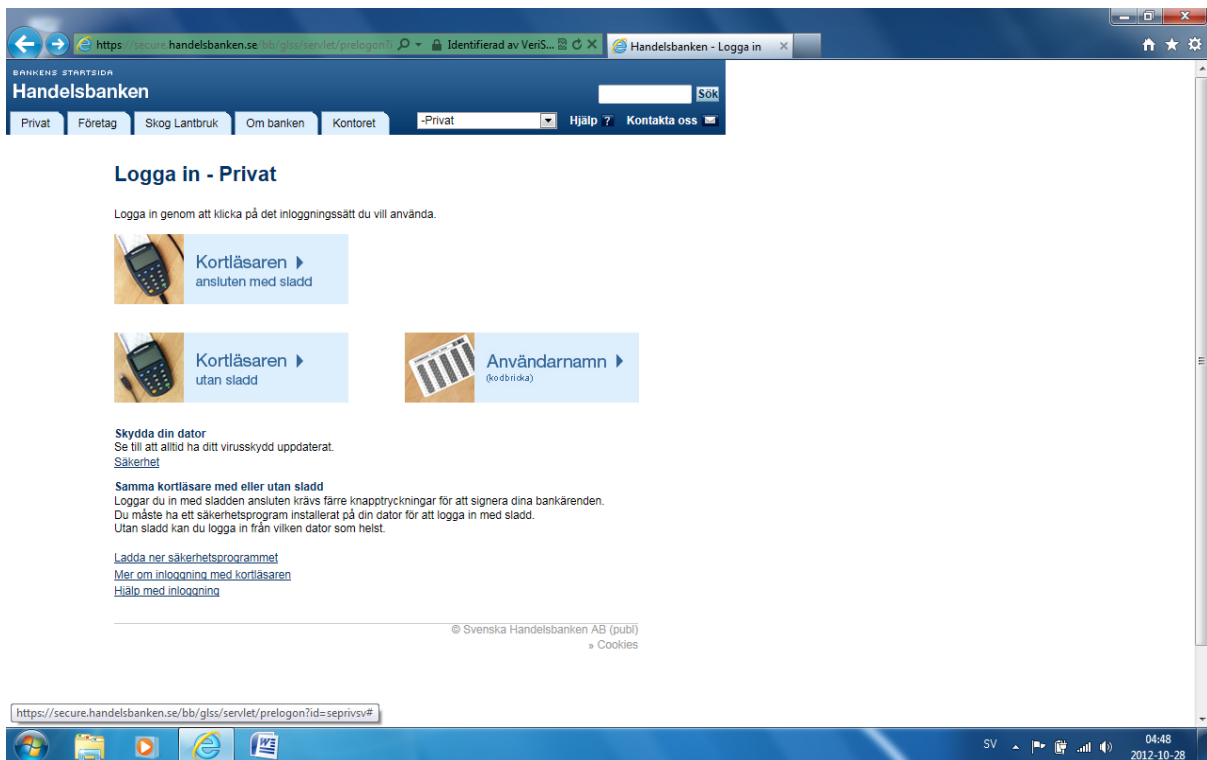 https://secure.handelsbanken.se/bb/glss/servlet/prelogon?i
Identifierad av VeriS...
Handelsbanken - Logga in
BANKENS STARTSIDA
Handelsbanken
Sök
Privat Företag Skog Lantbruk Om banken Kontoret -Privat Hjälp ? Kontakta oss
Logga in - Privat
Logga in genom att klicka på det inloggningssätt du vill använda.
Kortläsaren
ansluten med sladd
Kortläsaren
utan sladd
Användarnamn
(kodbricka)
Skydda din dator
Se till att alltid ha ditt virusskydd uppdaterat.
Säkerhet
Samma kortläsare med eller utan sladd
Loggar du in med sladden ansluten krävs färre knapptryckningar för att signera dina bankärenden.
Du måste ha ett säkerhetsprogram installerat på din dator för att logga in med sladd.
Utan sladd kan du logga in från vilken dator som helst.
Ladda ner säkerhetsprogrammet
Mer om inloggning med kortläsaren
Hjälp med inloggning
© Svenska Handelsbanken AB (publ)
» Cookies
https://secure.handelsbanken.se/bb/glss/servlet/prelogon?id=seprivsv#
SV
04:48
2012-10-28